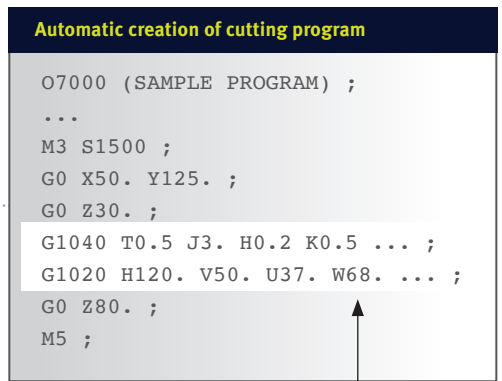 Automatic creation of cutting program
O7000 (SAMPLE PROGRAM) ;
...
M3 S1500 ;
G0 X50. Y125. ;
G0 Z30. ;
G1040 T0.5 J3. H0.2 K0.5 ... ;
G1020 H120. V50. U37. W68. ... ;
G0 Z80. ;
M5 ;